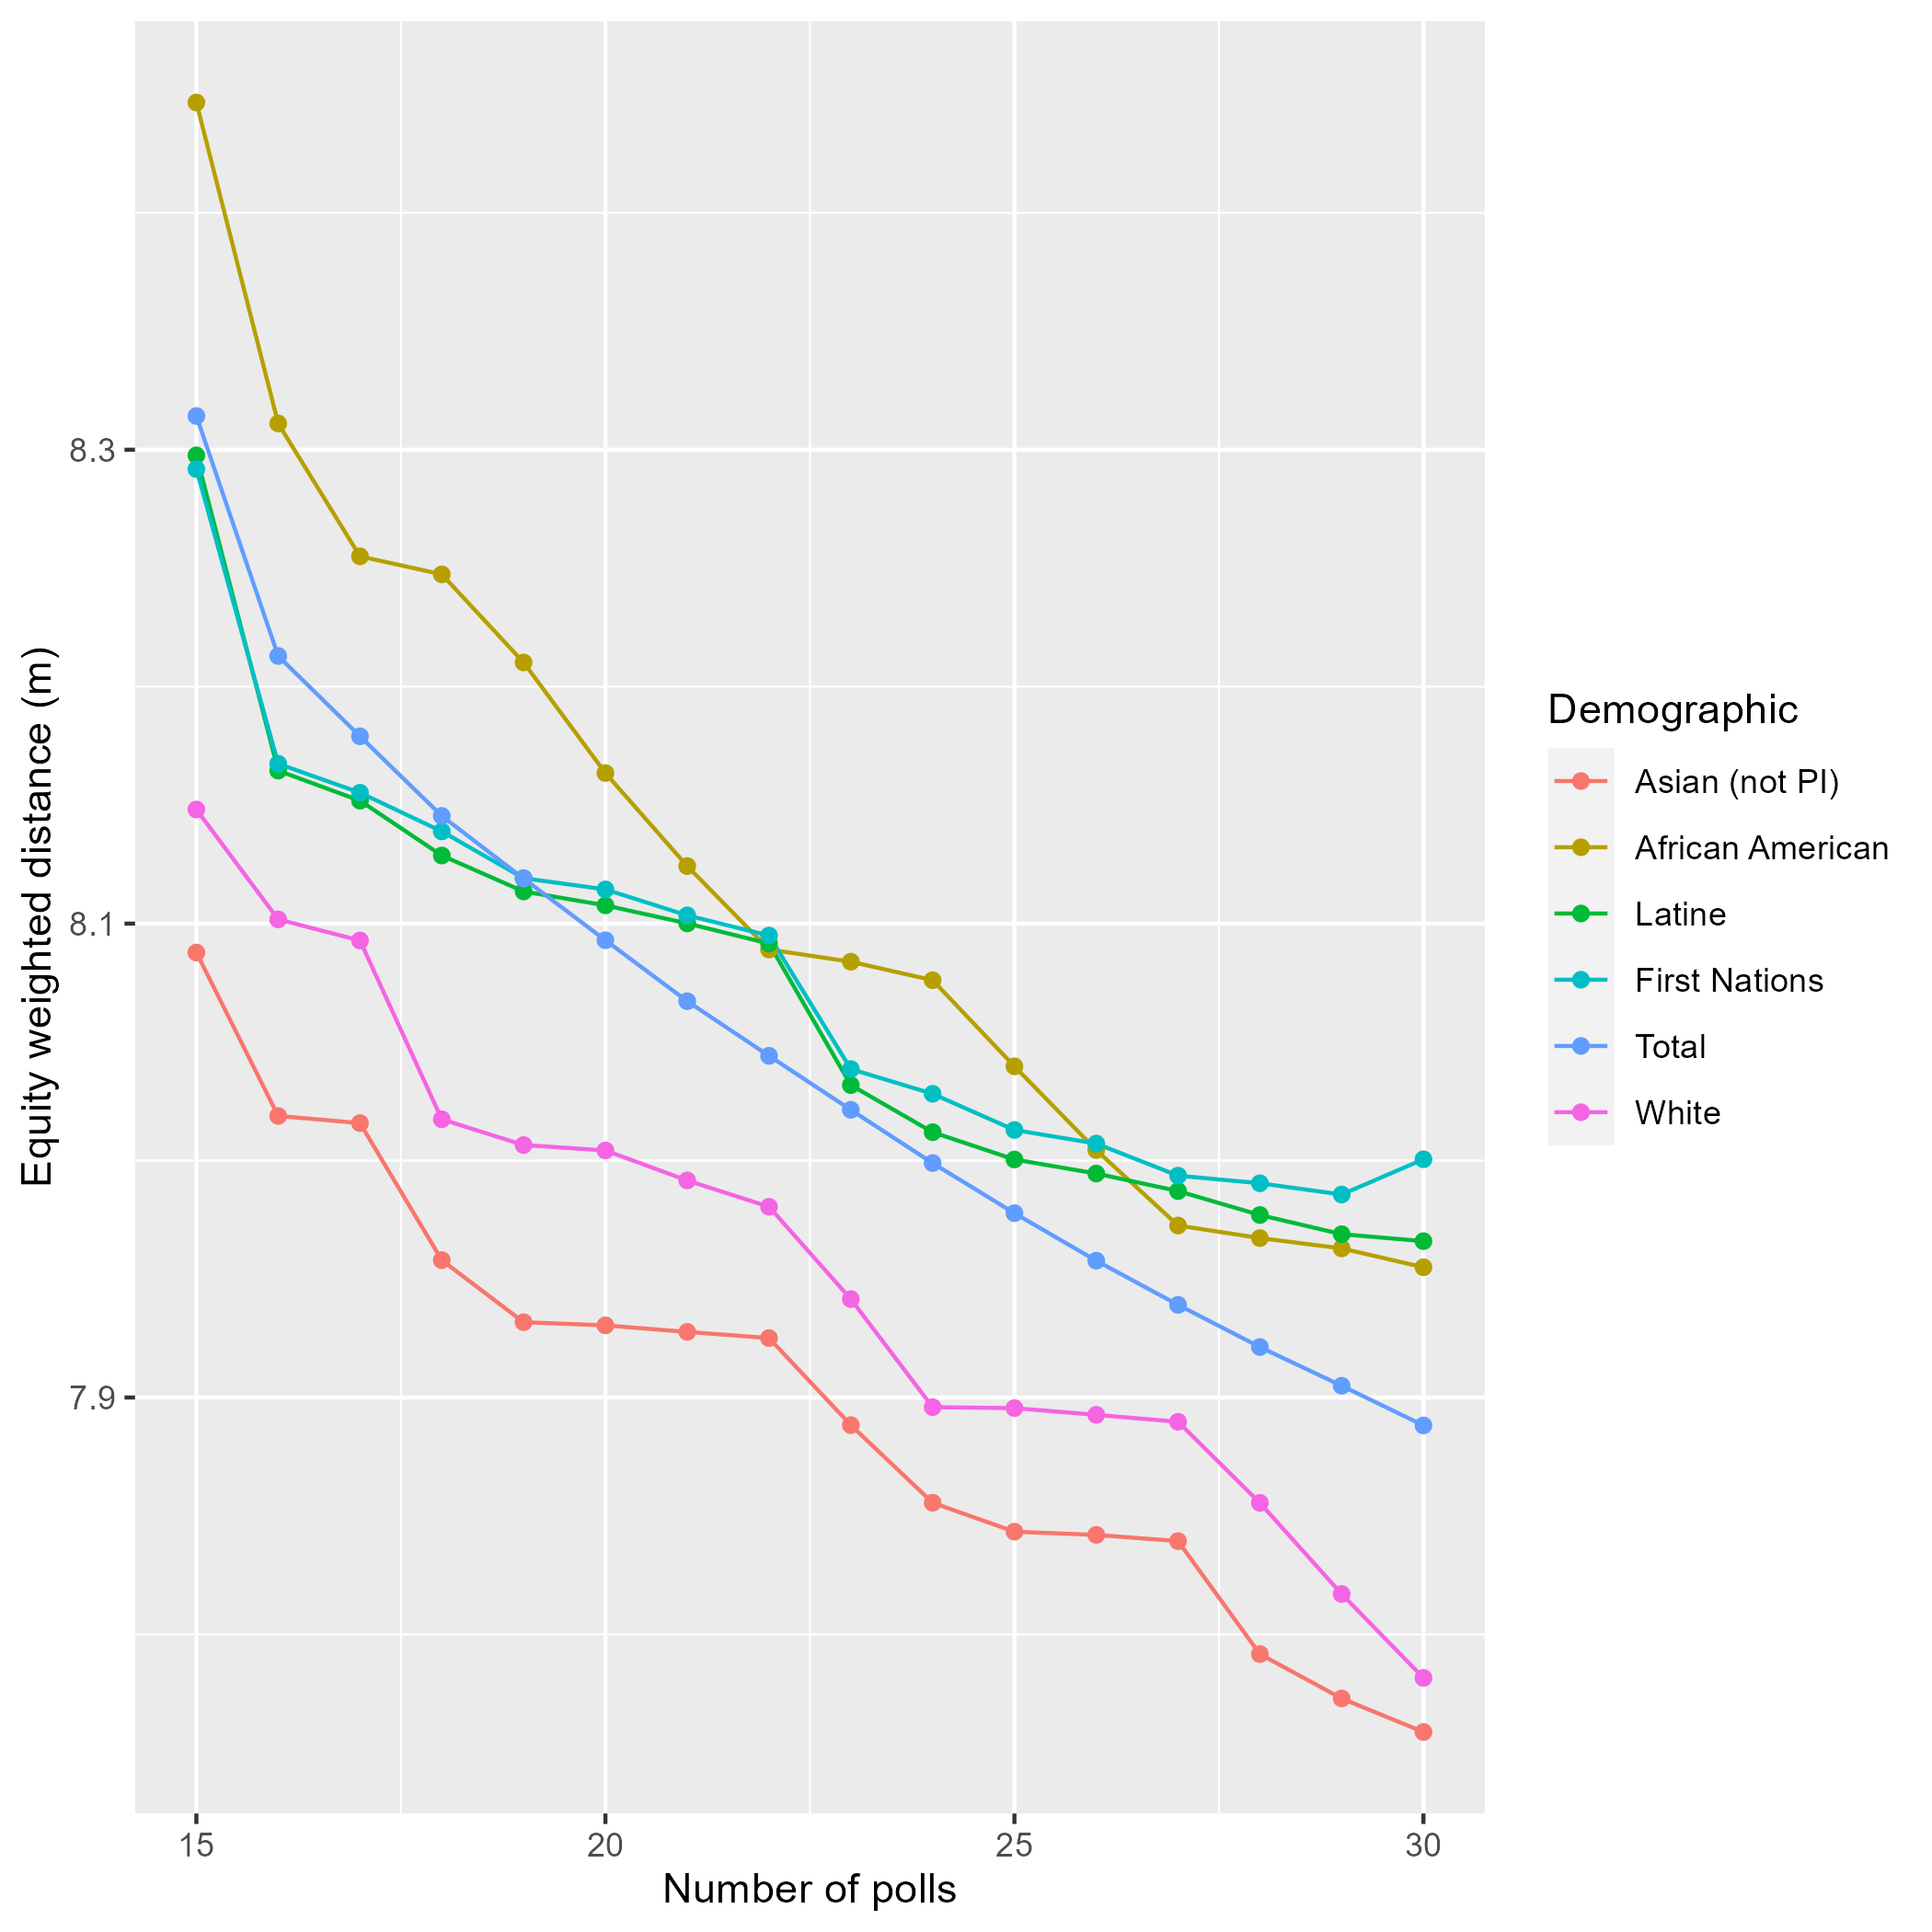 Equity weighted distance (m)
8.3
8.1
7.9
15
20
25
30
Number of polls
Demographic
Asian (not PI)
African American
Latine
First Nations
Total
White